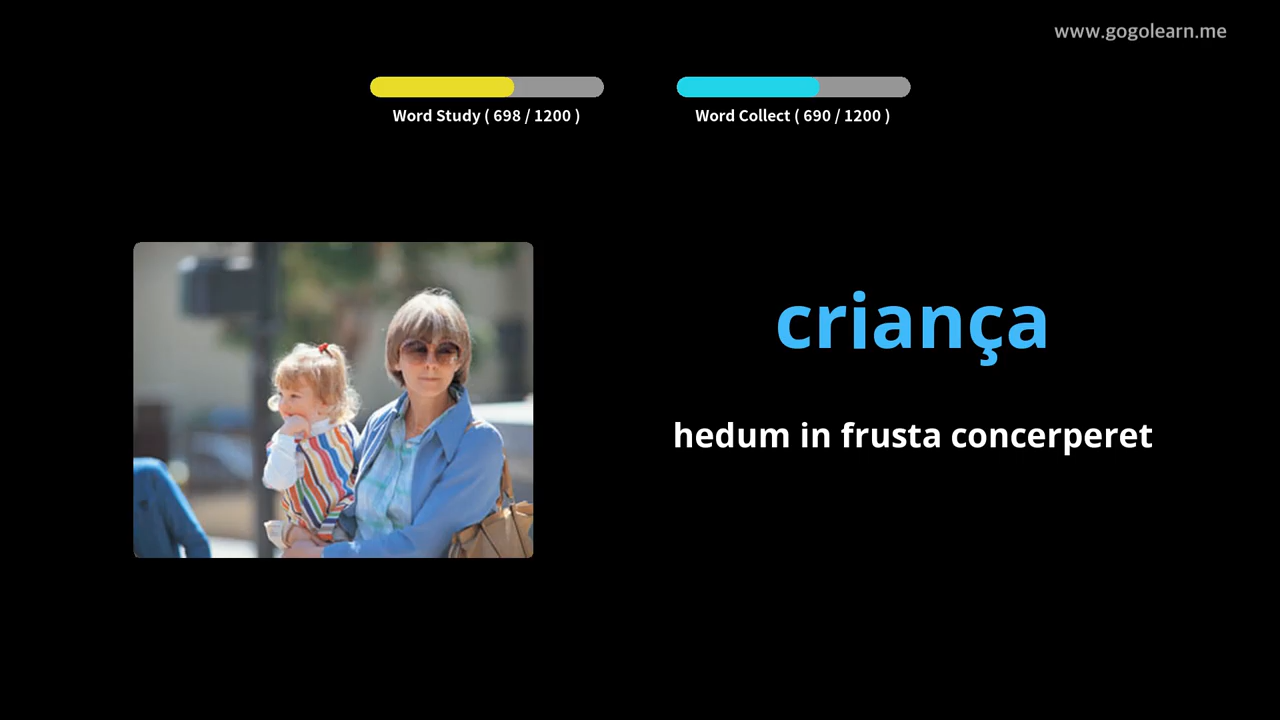 www.gogolearn.me
Word Study ( 698 / 1200 )
Word Collect ( 690 / 1200 )
criança
hedum in frusta concerperet